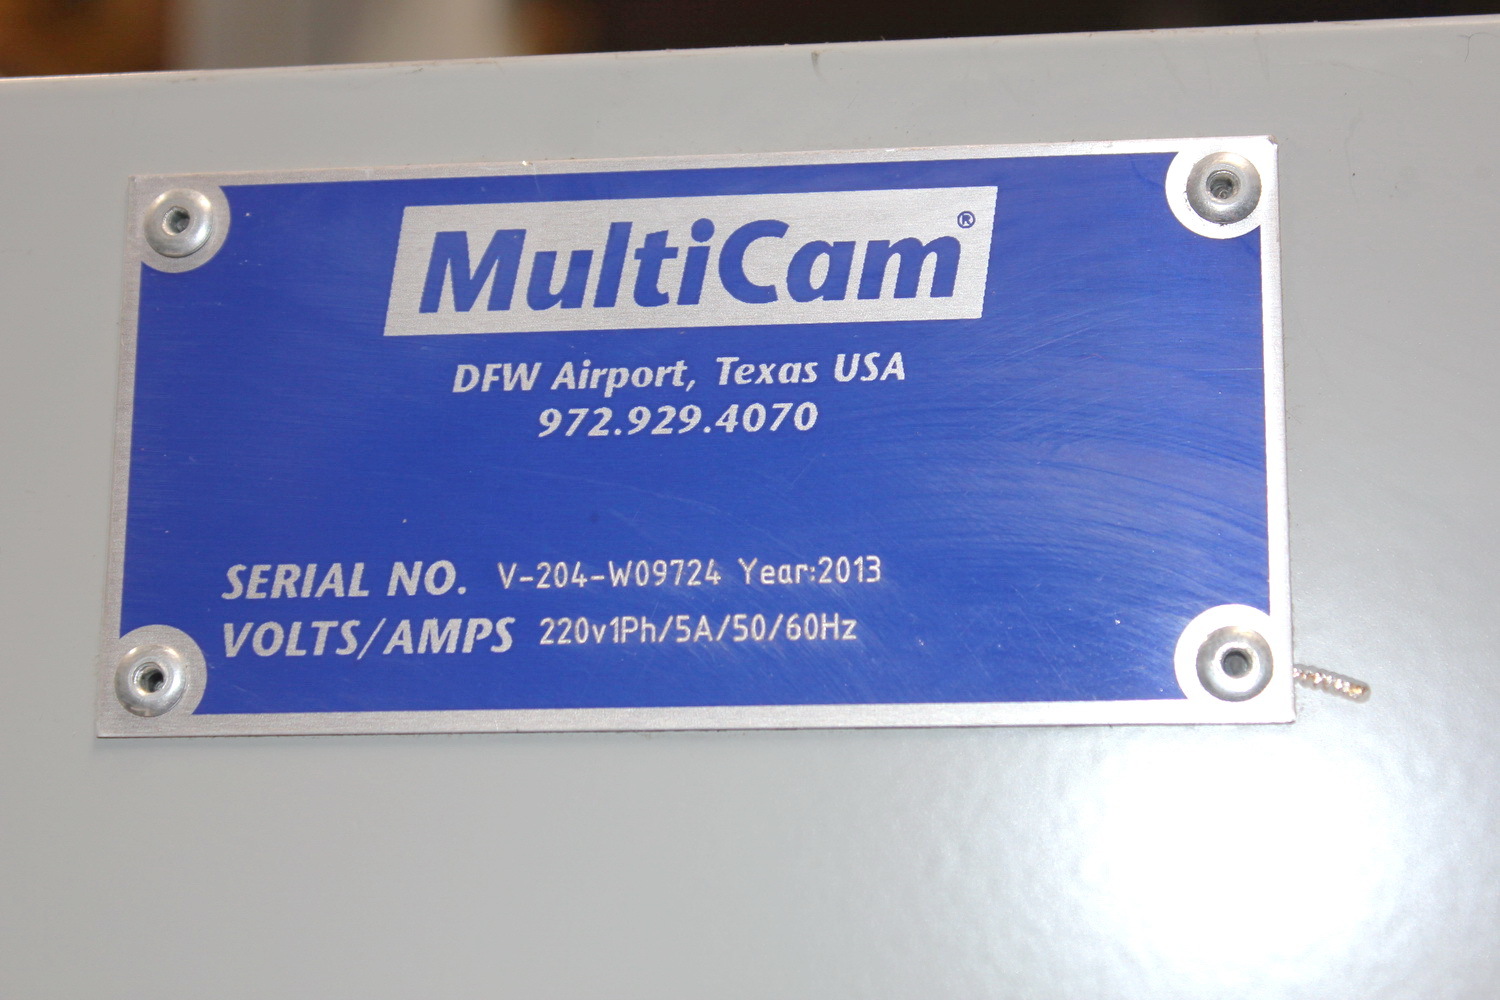 MultiCam®
DFW Airport, Texas USA
972.929.4070
SERIAL NO. V-204-W09724 Year:2013
VOLTS/AMPS 220v1Ph/5A/50/60Hz